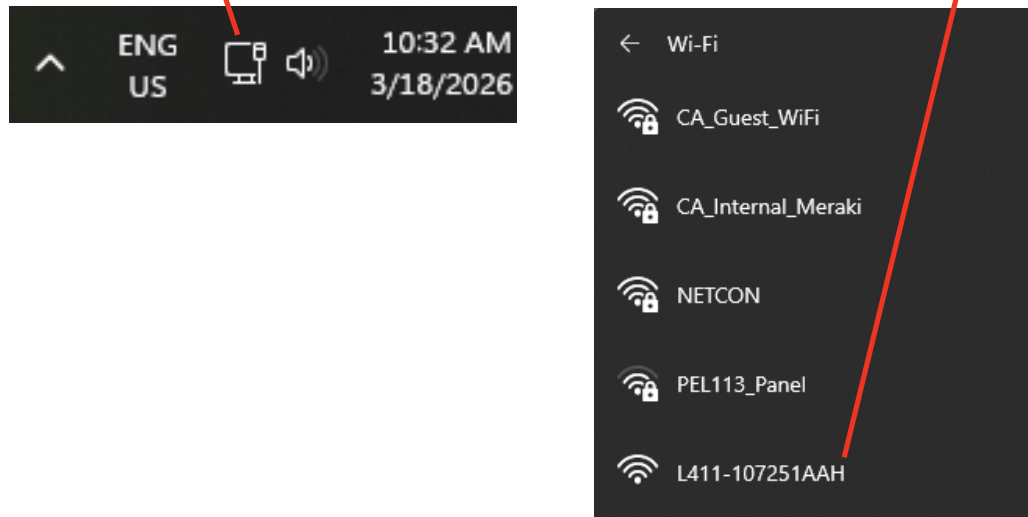 ENG
US
10:32 AM
3/18/2026
Wi-Fi
CA_Guest_WiFi
CA_Internal_Meraki
NETCON
PEL113_Panel
L411-107251AAH